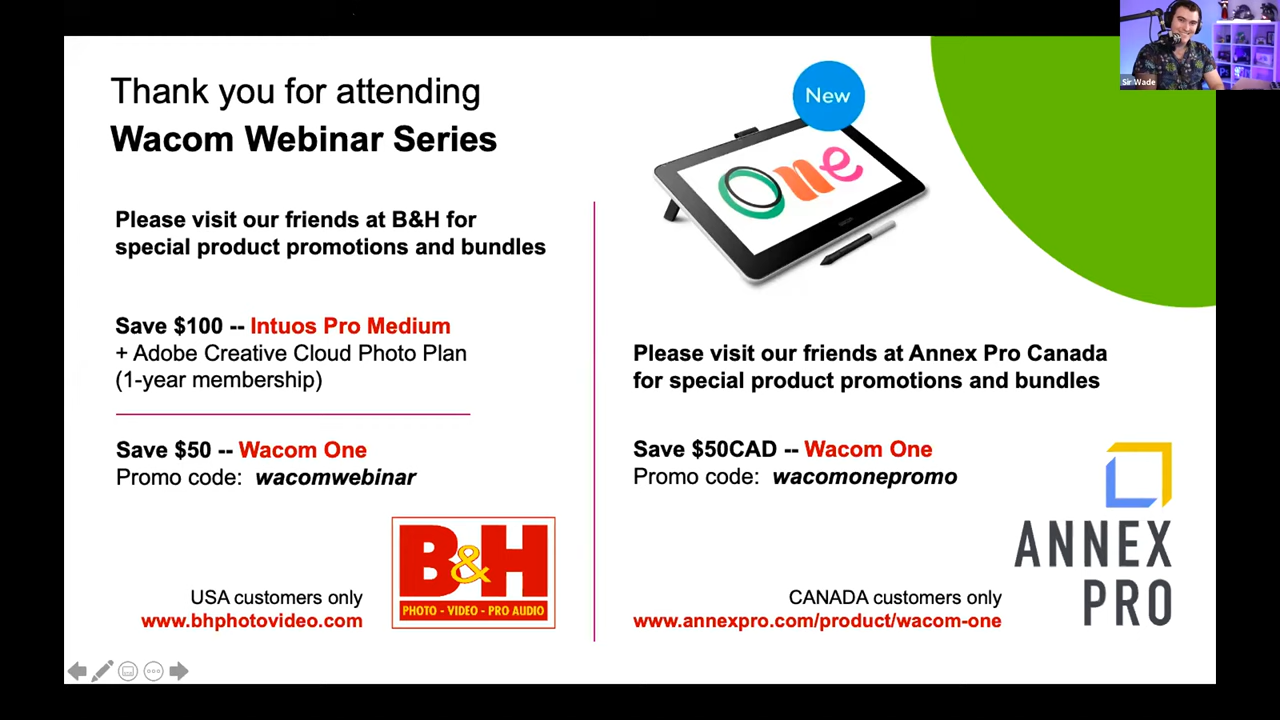 Thank you for attending
Wacom Webinar Series
Please visit our friends at B&H for
special product promotions and bundles
Save $100 -- Intuos Pro Medium
+ Adobe Creative Cloud Photo Plan
(1-year membership)
Save $50 -- Wacom One
Promo code: wacomwebinar
USA customers only
www.bhphotovideo.com
B&H
PHOTO - VIDEO - PRO AUDIO
New
One
Please visit our friends at Annex Pro Canada
for special product promotions and bundles
Save $50CAD -- Wacom One
Promo code: wacomonepromo
CANADA customers only
www.annexpro.com/product/wacom-one
ANNEX
PRO
Sir Wade